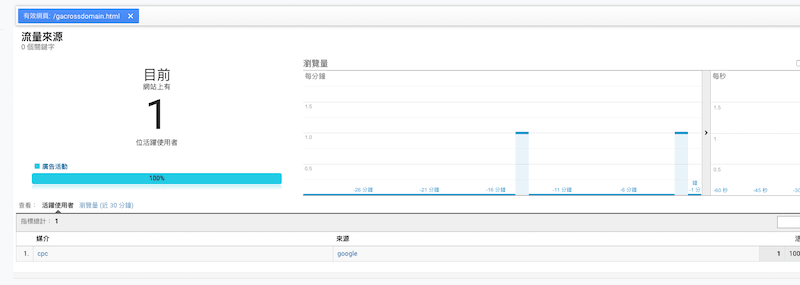 有效網頁: /gacrossdomain.html ×
流量來源
0 個關鍵字
目前
網站上有
1
位活躍使用者
廣告活動
100%
瀏覽量
每分鐘
1.5
1.0
0.5
-26 分鐘
-21 分鐘
-16 分鐘
-11 分鐘
-6 分鐘
-1 分
鐘
每秒
1.5
1.0
0.5
-60 秒
-45 秒
查看： 活躍使用者 瀏覽量 (近 30 分鐘)
指標總計： 1
媒介 來源 活
1. cpc google 1 100